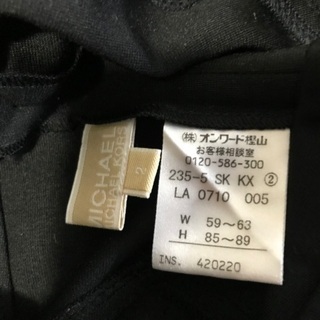 MICHAEL
MICHAEL KORS
2
(株)オンワード樫山
お客様相談室
0120-586-300
235-5 SK KX ②
LA 0710 005
W 59～63
H 85～89
INS. 420220